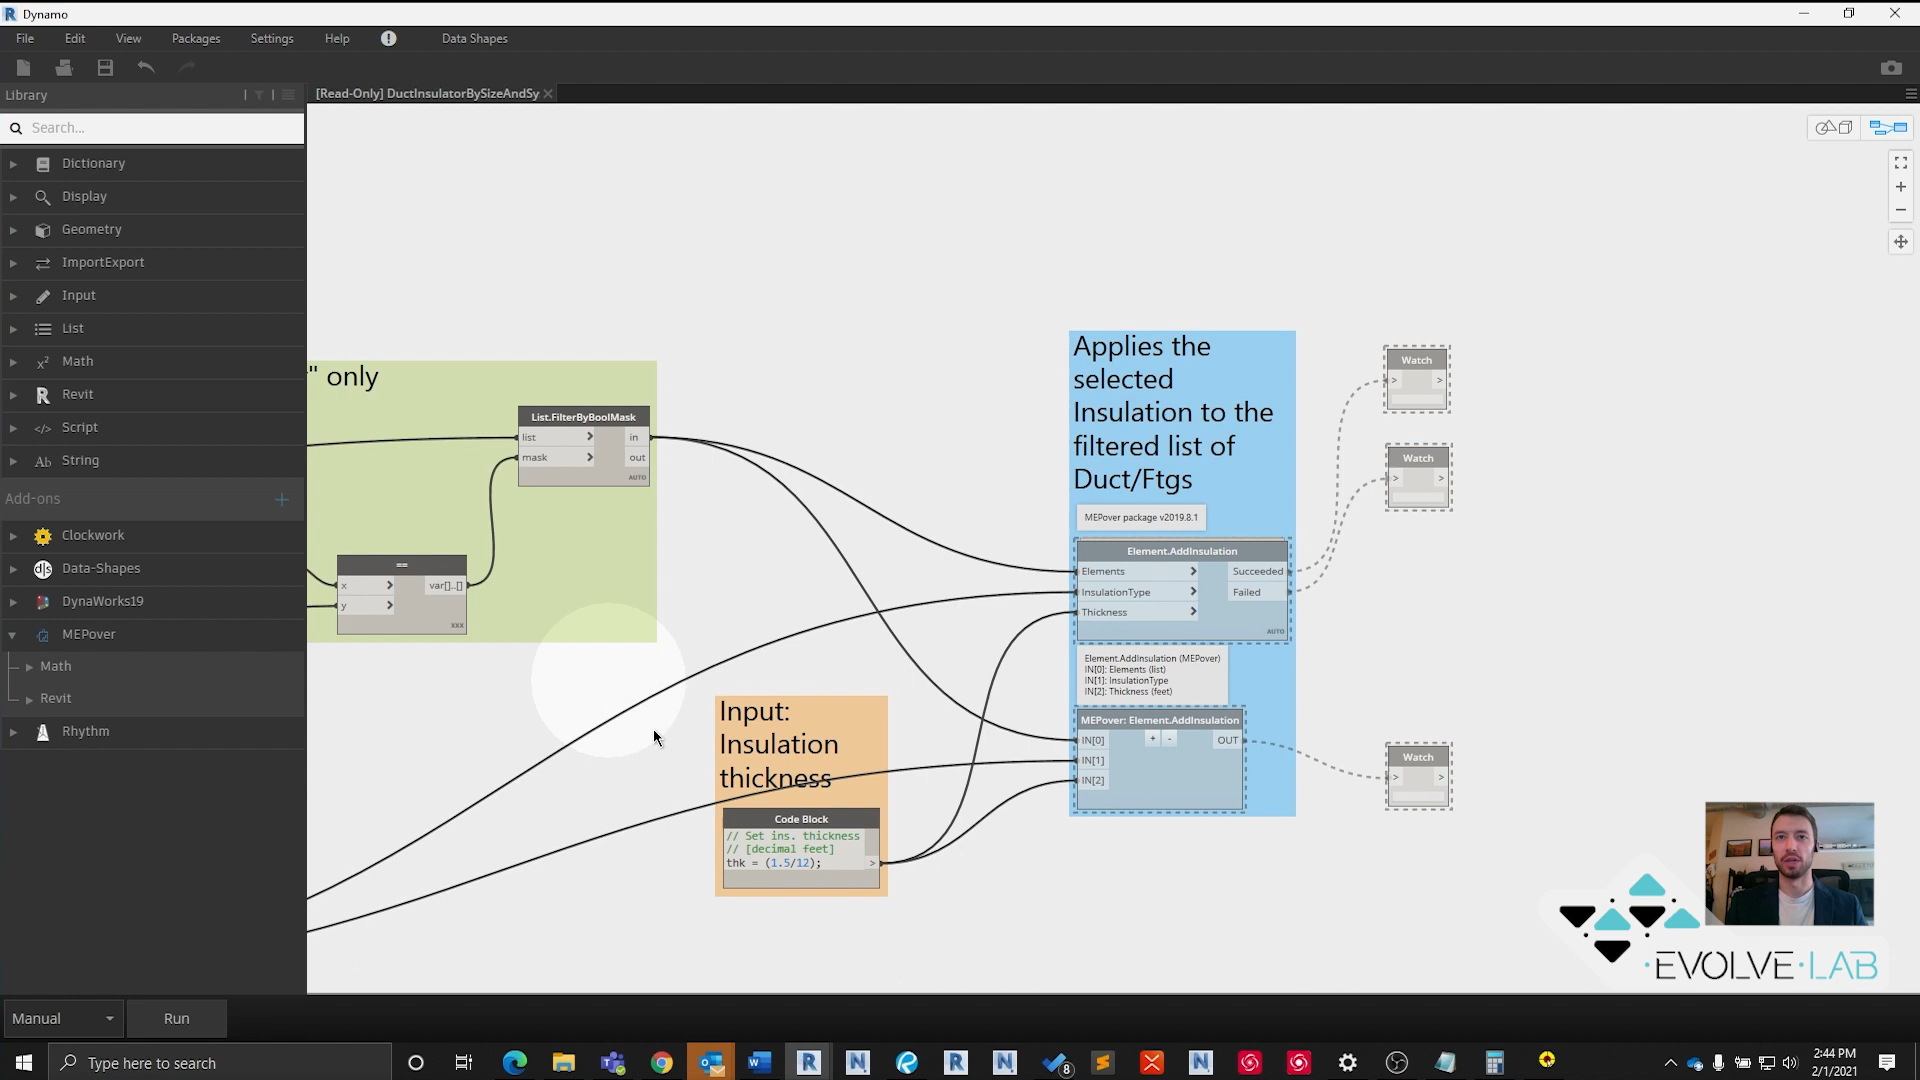 Dynamo
File Edit View Packages Settings Help Data Shapes
Library
[Read-Only] DuctInsulatorBySizeAndSy
Search...
Dictionary
Display
Geometry
ImportExport
Input
List
Math
Revit
Script
String
Add-ons
Clockwork
Data-Shapes
DynaWorks19
MEPover
Math
Revit
Rhythm
" only
List.FilterByBoolMask
list > in
mask > out
AUTO
==
x > var[]..[]
y >
XXX
Input:
Insulation
thickness
Code Block
// Set ins. thickness
// [decimal feet]
thk = (1.5/12); >
Applies the
selected
Insulation to the
filtered list of
Duct/Ftgs
MEPover package v2019.8.1
Element.AddInsulation
Elements > Succeeded
InsulationType > Failed
Thickness >
AUTO
Element.AddInsulation (MEPover)
IN[0]: Elements (list)
IN[1]: InsulationType
IN[2]: Thickness (feet)
MEPover: Element.AddInsulation
IN[0] + - OUT
IN[1]
IN[2]
Watch
> >
Watch
> >
Watch
> >
EVOLVE·LAB
Manual Run
Type here to search
8
2:44 PM
2/1/2021